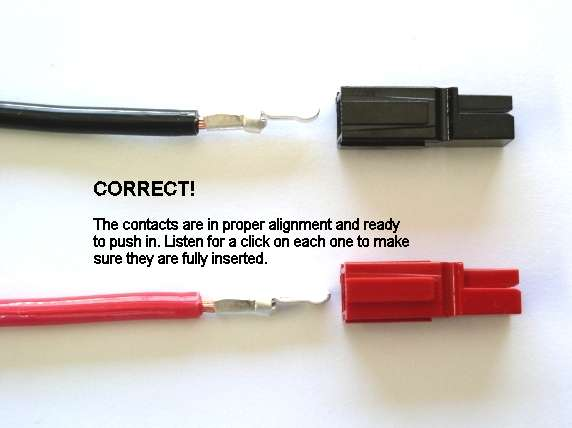 CORRECT!
The contacts are in proper alignment and ready
to push in. Listen for a click on each one to make
sure they are fully inserted.